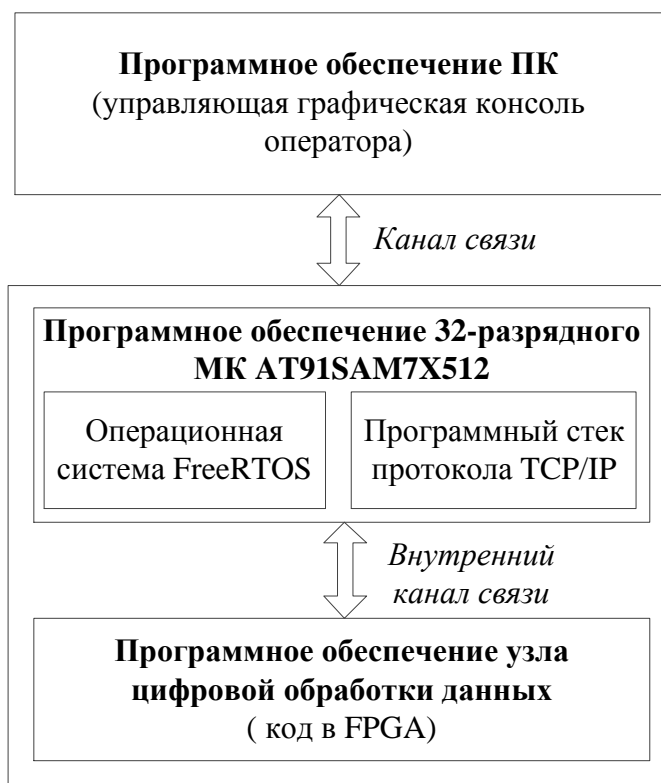 Программное обеспечение ПК
(управляющая графическая консоль
оператора)
Канал связи
Программное обеспечение 32-разрядного
МК AT91SAM7X512
Операционная
система FreeRTOS
Программный стек
протокола TCP/IP
Внутренний
канал связи
Программное обеспечение узла
цифровой обработки данных
( код в FPGA)